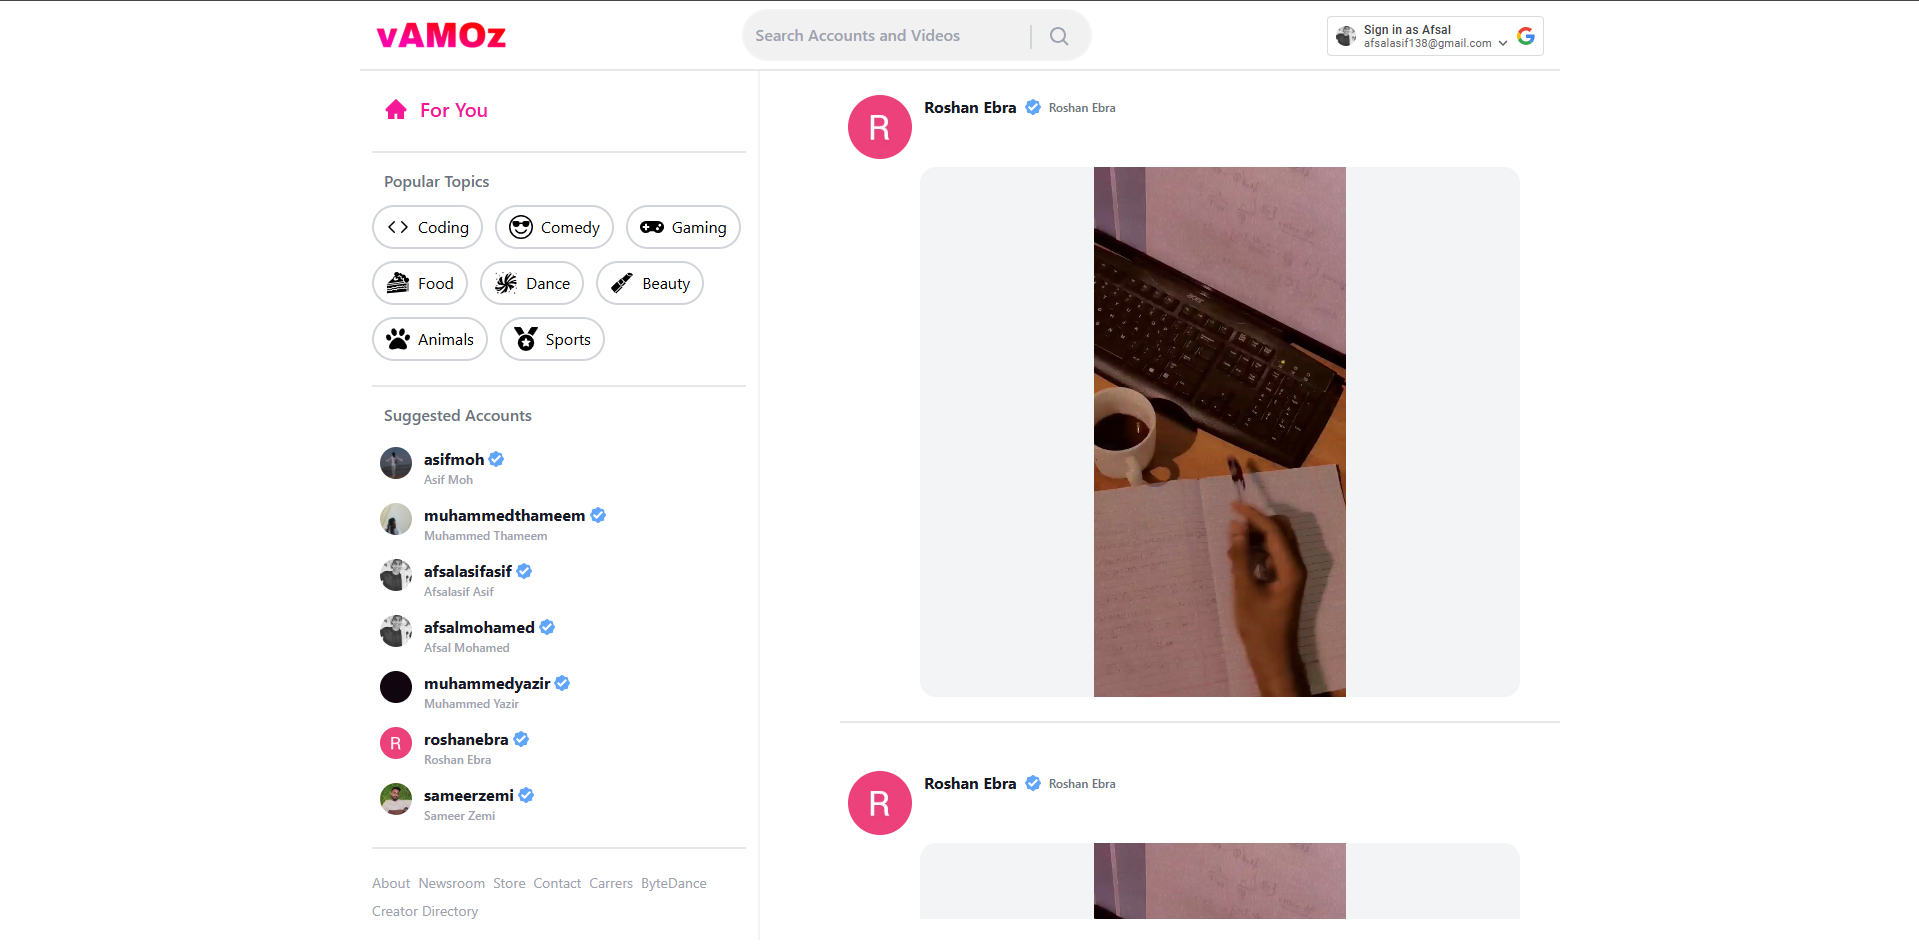 vAMOz
Search Accounts and Videos
Sign in as Afsal
afsalasif138@gmail.com
For You
Popular Topics
Coding
Comedy
Gaming
Food
Dance
Beauty
Animals
Sports
Suggested Accounts
asifmoh
Asif Moh
muhammedthameem
Muhammed Thameem
afsalasifasif
Afsalasif Asif
afsalmohamed
Afsal Mohamed
muhammedyazir
Muhammed Yazir
R
roshanebra
Roshan Ebra
sameerzemi
Sameer Zemi
About Newsroom Store Contact Carrers ByteDance
Creator Directory
R
Roshan Ebra Roshan Ebra
R
Roshan Ebra Roshan Ebra